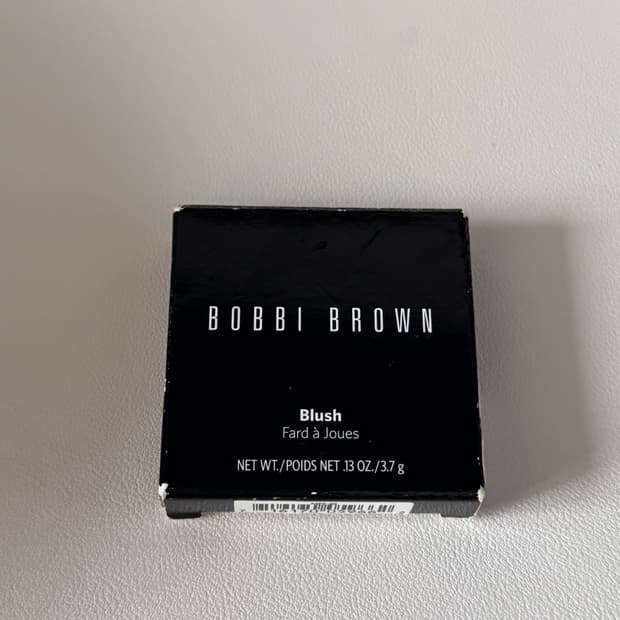 BOBBI BROWN
Blush
Fard à Joues
NET WT./POIDS NET .13 OZ./3.7 g